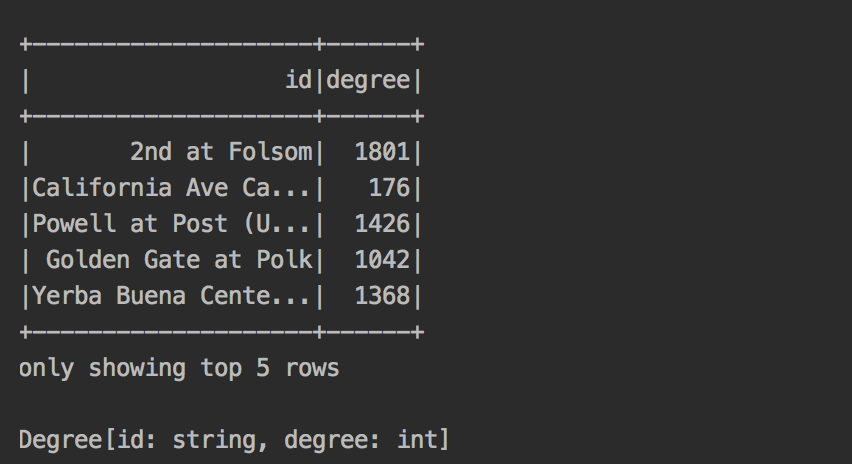 +--------------------+------+
|                  id|degree|
+--------------------+------+
|       2nd at Folsom|  1801|
|California Ave Ca...|   176|
|Powell at Post (U...|  1426|
| Golden Gate at Polk|  1042|
|Yerba Buena Cente...|  1368|
+--------------------+------+
only showing top 5 rows
Degree[id: string, degree: int]